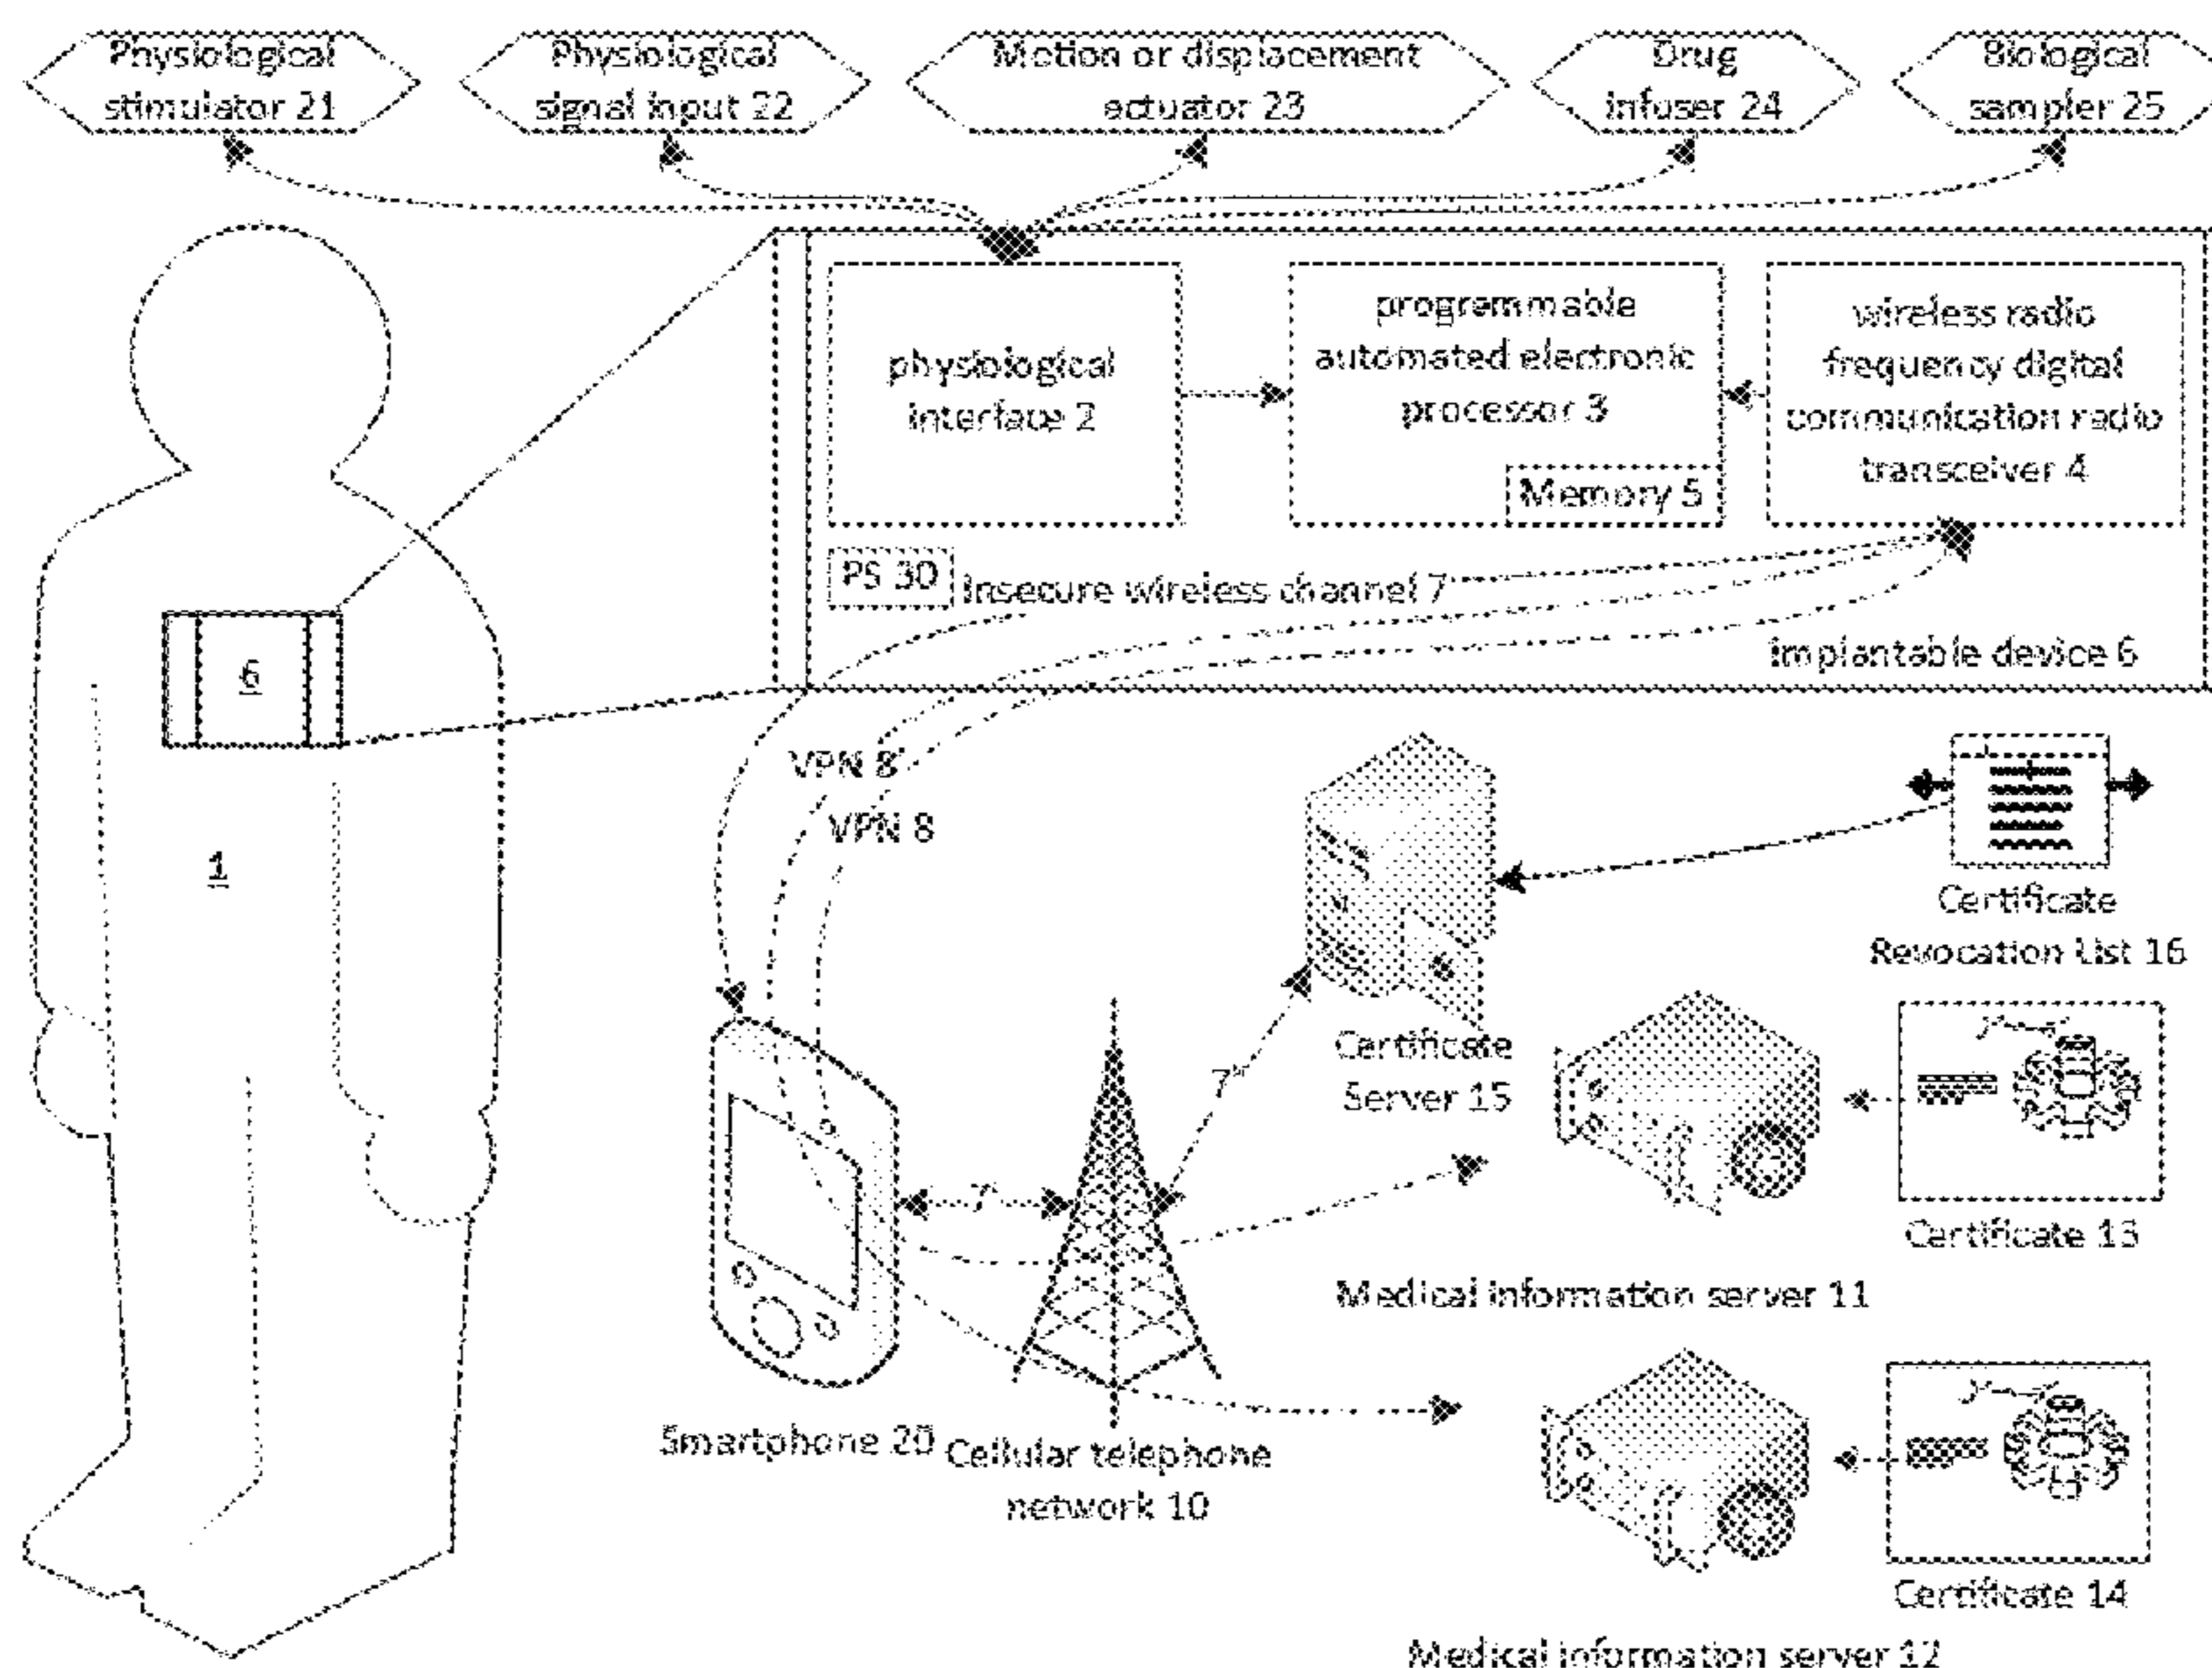 Physiological
stimulator 21
Physiological
signal input 22
Motion or displacement
actuator 23
Drug
infuser 24
Biological
sampler 25
physiological
interface 2
programmable
automated electronic
processor 3
Memory 5
wireless radio
frequency digital
communication radio
transceiver 4
PS 30
Insecure wireless channel 7
implantable device 6
6
1
VPN 8'
VPN 8
Certificate
Revocation List 16
Certificate
Server 15
7"
7'
Certificate 13
Medical information server 11
Smartphone 20
Cellular telephone
network 10
Certificate 14
Medical information server 12